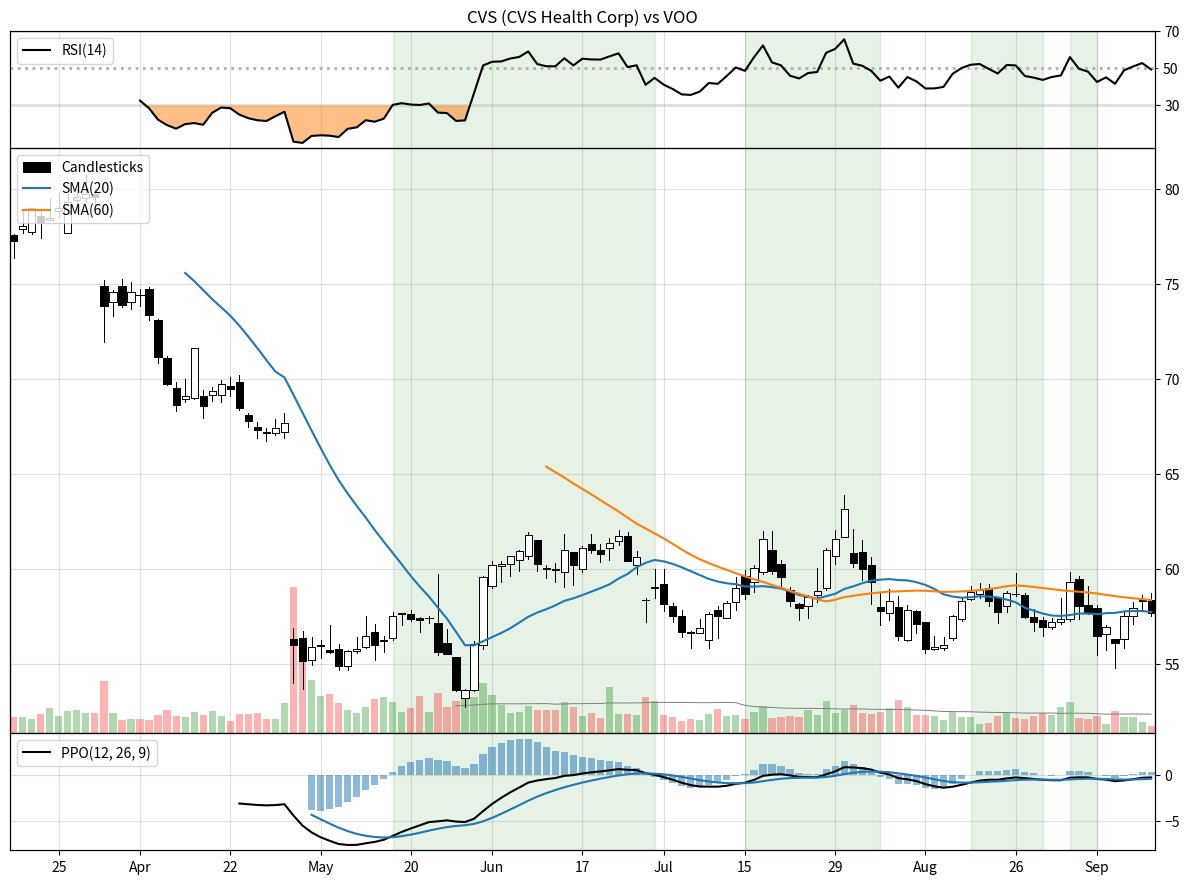 CVS (CVS Health Corp) vs VOO
RSI(14)
70
50
30
Candlesticks
SMA(20)
SMA(60)
80
75
70
65
60
55
PPO(12, 26, 9)
0
−5
25 Apr 22 May 20 Jun 17 Jul 15 29 Aug 26 Sep